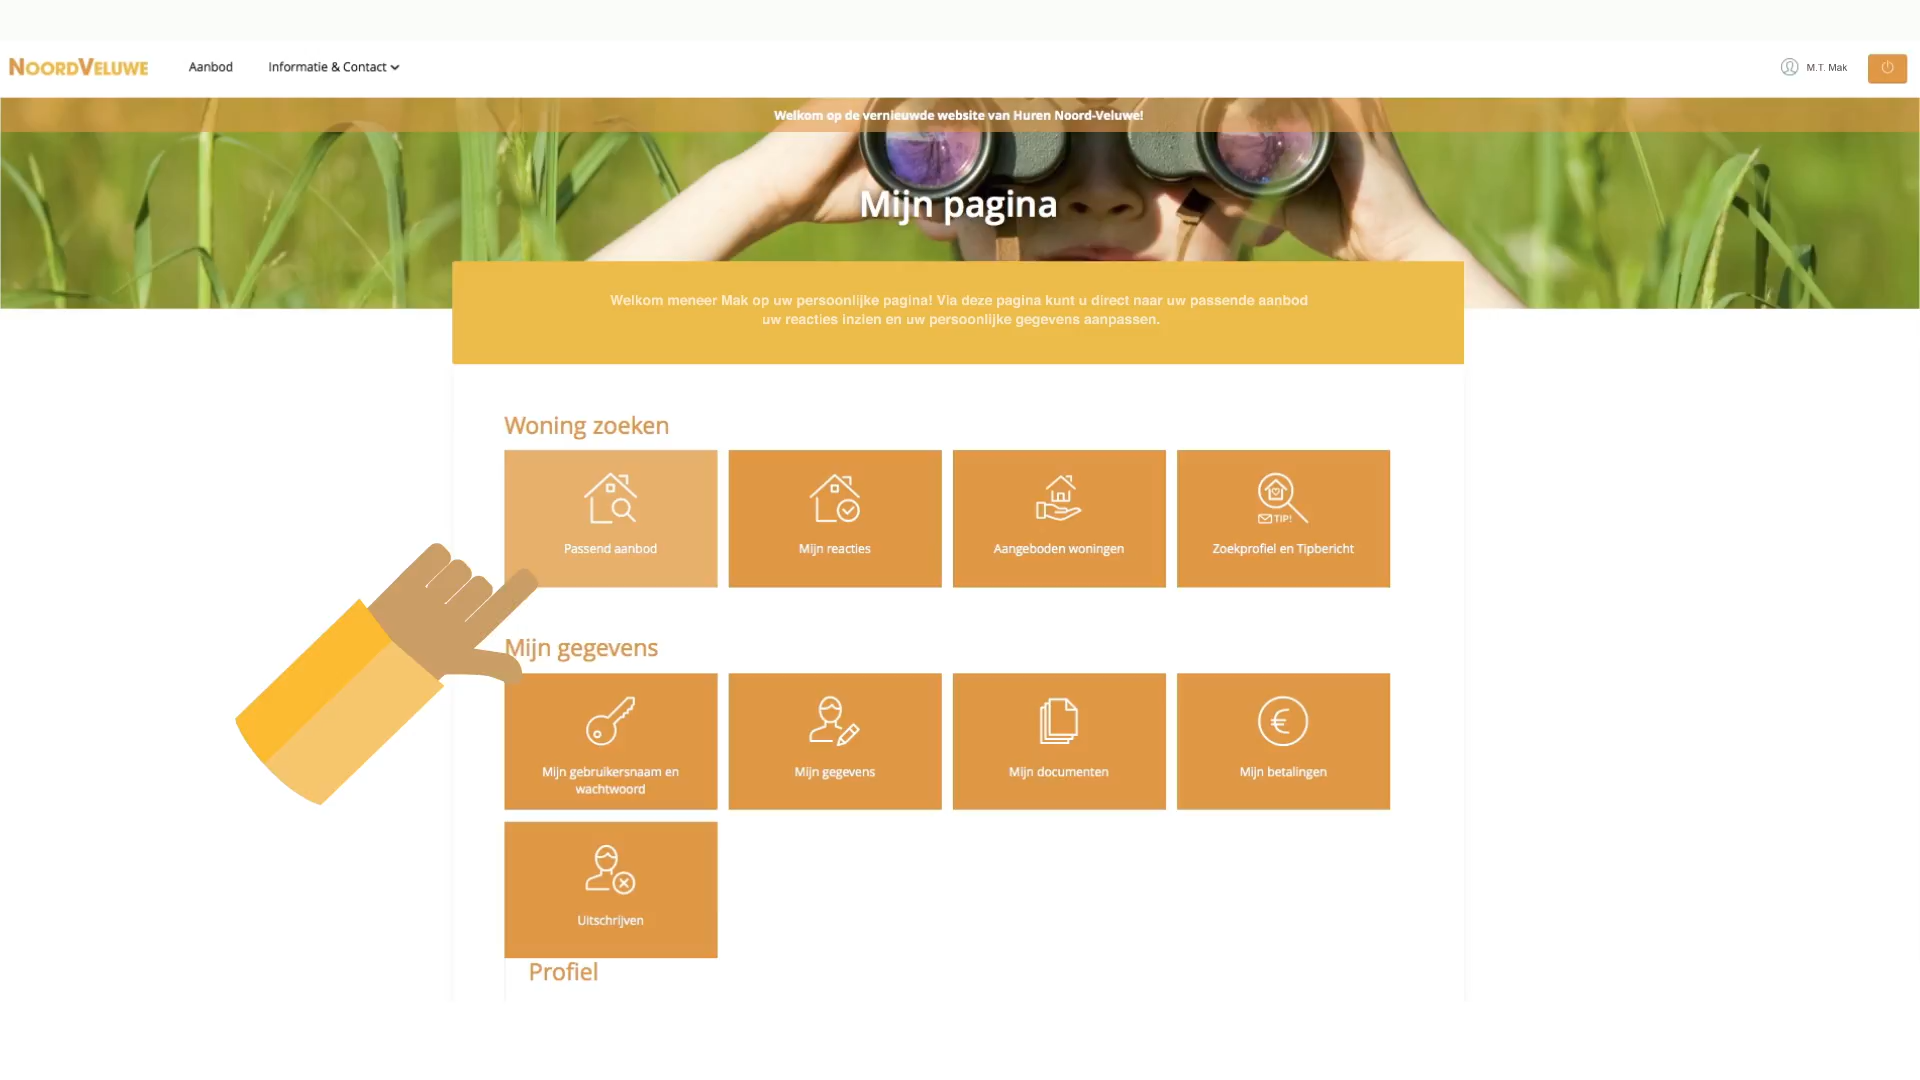 NOORDVELUWE
Aanbod
Informatie & Contact
M.T. Mak
Welkom op de vernieuwde website van Huren Noord-Veluwe!
Mijn pagina
Welkom meneer Mak op uw persoonlijke pagina! Via deze pagina kunt u direct naar uw passende aanbod
uw reacties inzien en uw persoonlijke gegevens aanpassen.
Woning zoeken
Passend aanbod
Mijn reacties
Aangeboden woningen
TIP!
Zoekprofiel en Tipbericht
Mijn gegevens
Mijn gebruikersnaam en
wachtwoord
Mijn gegevens
Mijn documenten
€
Mijn betalingen
Uitschrijven
Profiel